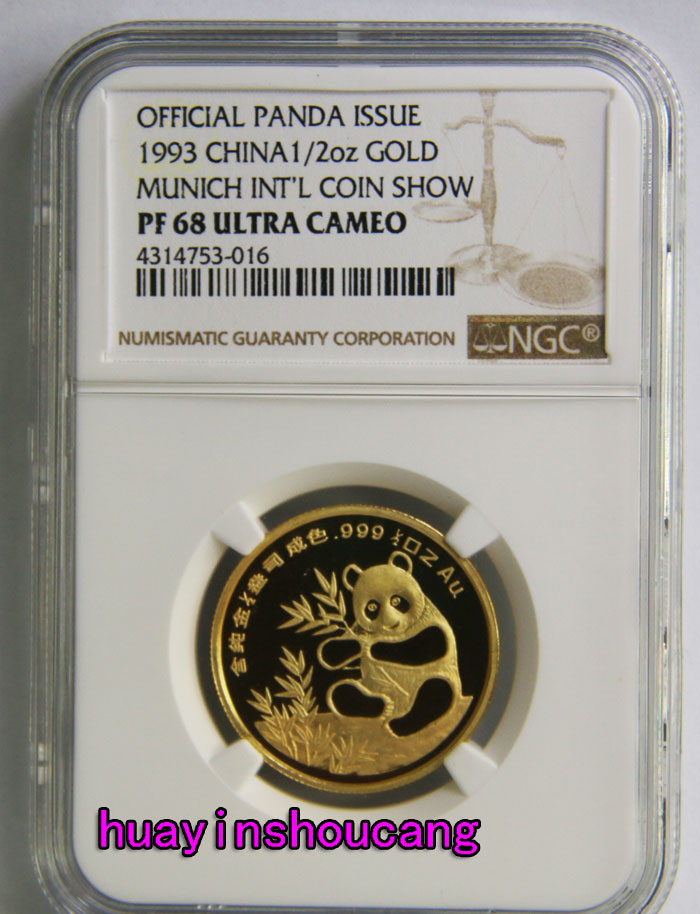 OFFICIAL PANDA ISSUE
1993 CHINA1/2oz GOLD
MUNICH INT'L COIN SHOW
PF 68 ULTRA CAMEO
4314753-016
NUMISMATIC GUARANTY CORPORATION
NGC®
含純金½盎司 成色.999 ½OZ Au.
huayinshoucang